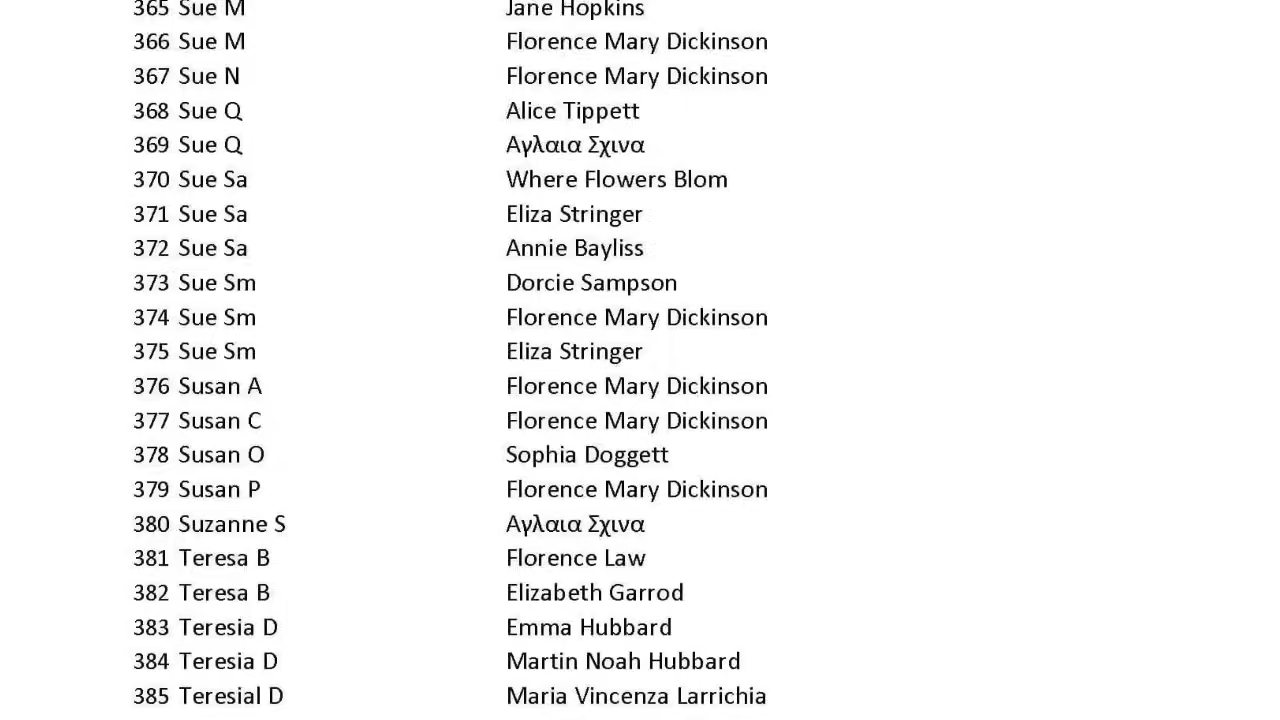 365 Sue M Jane Hopkins
366 Sue M Florence Mary Dickinson
367 Sue N Florence Mary Dickinson
368 Sue Q Alice Tippett
369 Sue Q Αγλαια Σχινα
370 Sue Sa Where Flowers Blom
371 Sue Sa Eliza Stringer
372 Sue Sa Annie Bayliss
373 Sue Sm Dorcie Sampson
374 Sue Sm Florence Mary Dickinson
375 Sue Sm Eliza Stringer
376 Susan A Florence Mary Dickinson
377 Susan C Florence Mary Dickinson
378 Susan O Sophia Doggett
379 Susan P Florence Mary Dickinson
380 Suzanne S Αγλαια Σχινα
381 Teresa B Florence Law
382 Teresa B Elizabeth Garrod
383 Teresia D Emma Hubbard
384 Teresia D Martin Noah Hubbard
385 Teresial D Maria Vincenza Larrichia